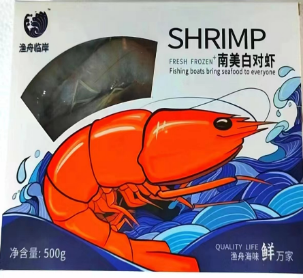 渔舟临岸
SHRIMP
FRESH FROZEN 南美白对虾
Fishing boats bring seafood to everyone
净含量: 500g
QUALITY LIFE
渔舟海味 鲜万家